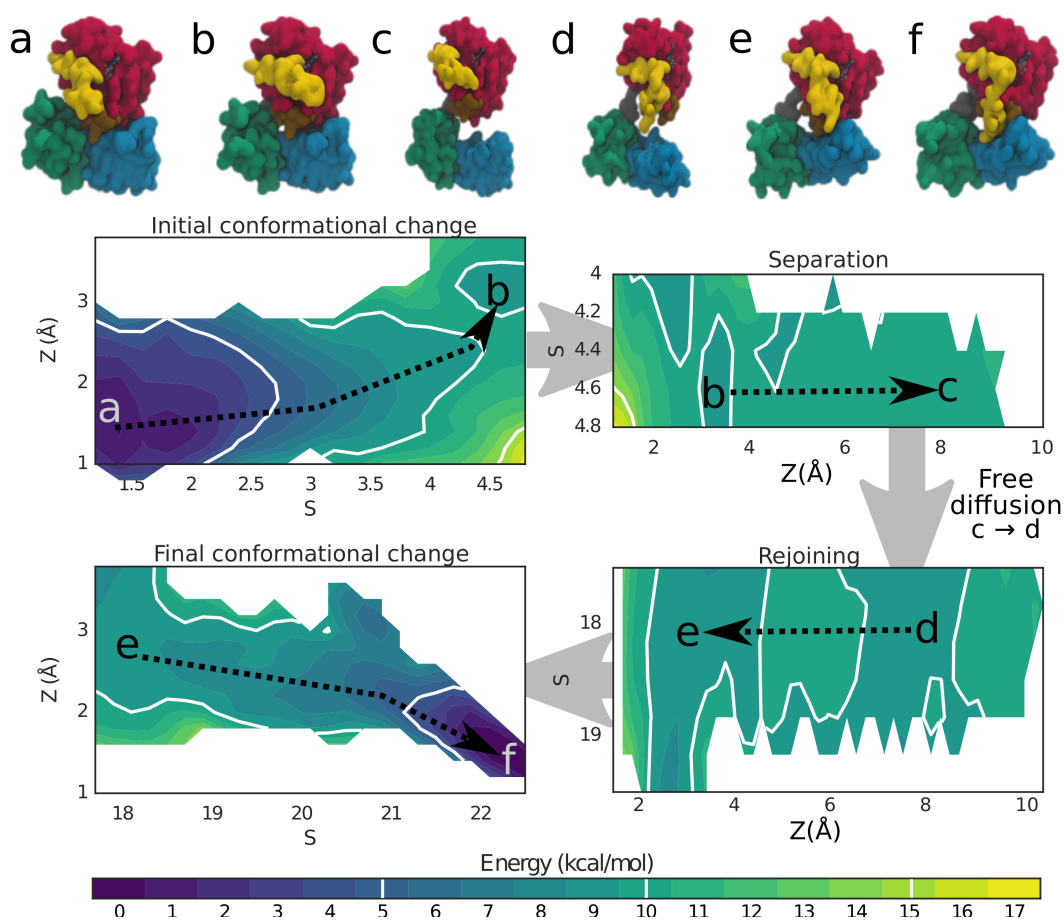 a b c d e f
Initial conformational change
Z (Å)
3
2
1
a
b
1.5 2 2.5 3 3.5 4 4.5
S
Separation
S
4
4.2
4.4
4.6
4.8
b c
2 4 6 8 10
Z(Å)
Free
diffusion
c → d
Final conformational change
Z (Å)
3
2
1
e
f
18 19 20 21 22
S
Rejoining
S
18
19
e d
2 4 6 8 10
Z(Å)
Energy (kcal/mol)
0 1 2 3 4 5 6 7 8 9 10 11 12 13 14 15 16 17